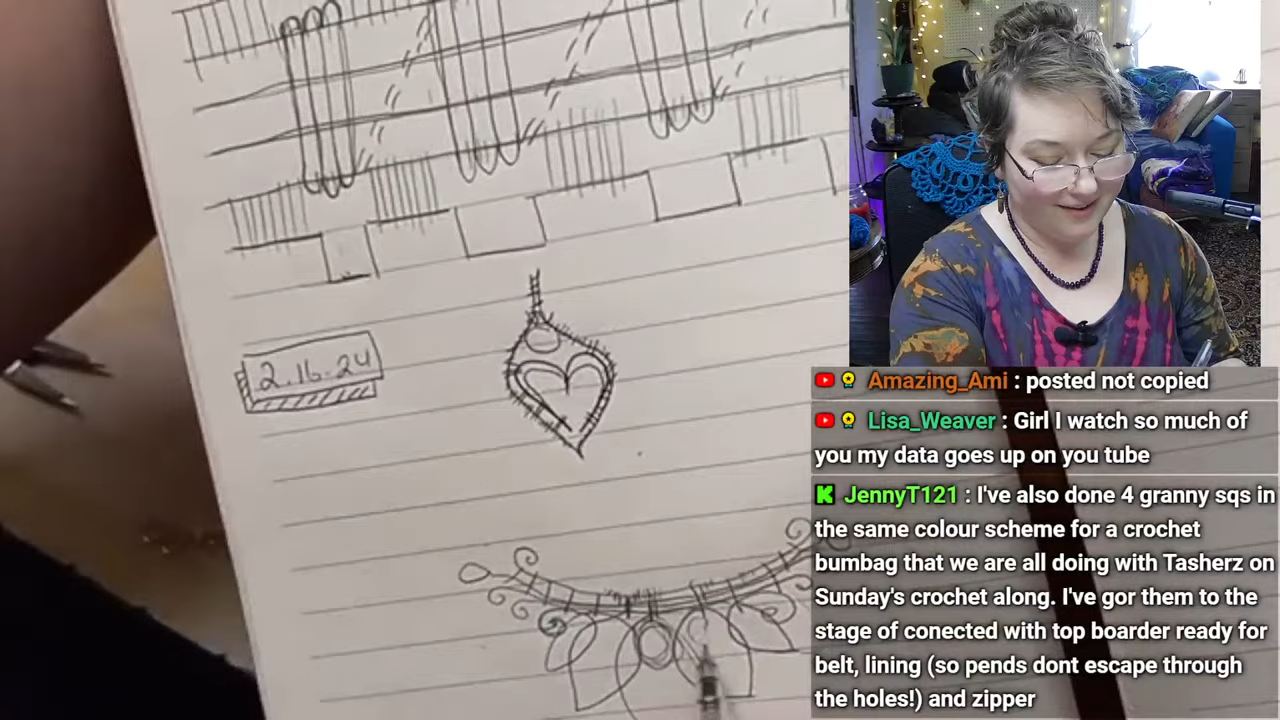 2.16.24
Amazing_Ami : posted not copied
Lisa_Weaver : Girl I watch so much of
you my data goes up on you tube
JennyT121 : I've also done 4 granny sqs in
the same colour scheme for a crochet
bumbag that we are all doing with Tasherz on
Sunday's crochet along. I've gor them to the
stage of conected with top boarder ready for
belt, lining (so pends dont escape through
the holes!) and zipper